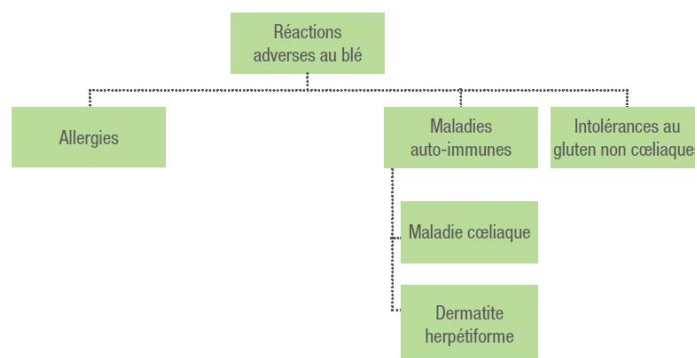 Réactions
adverses au blé
Allergies
Maladies
auto-immunes
Intolérances au
gluten non cœliaques
Maladie cœliaque
Dermatite
herpétiforme